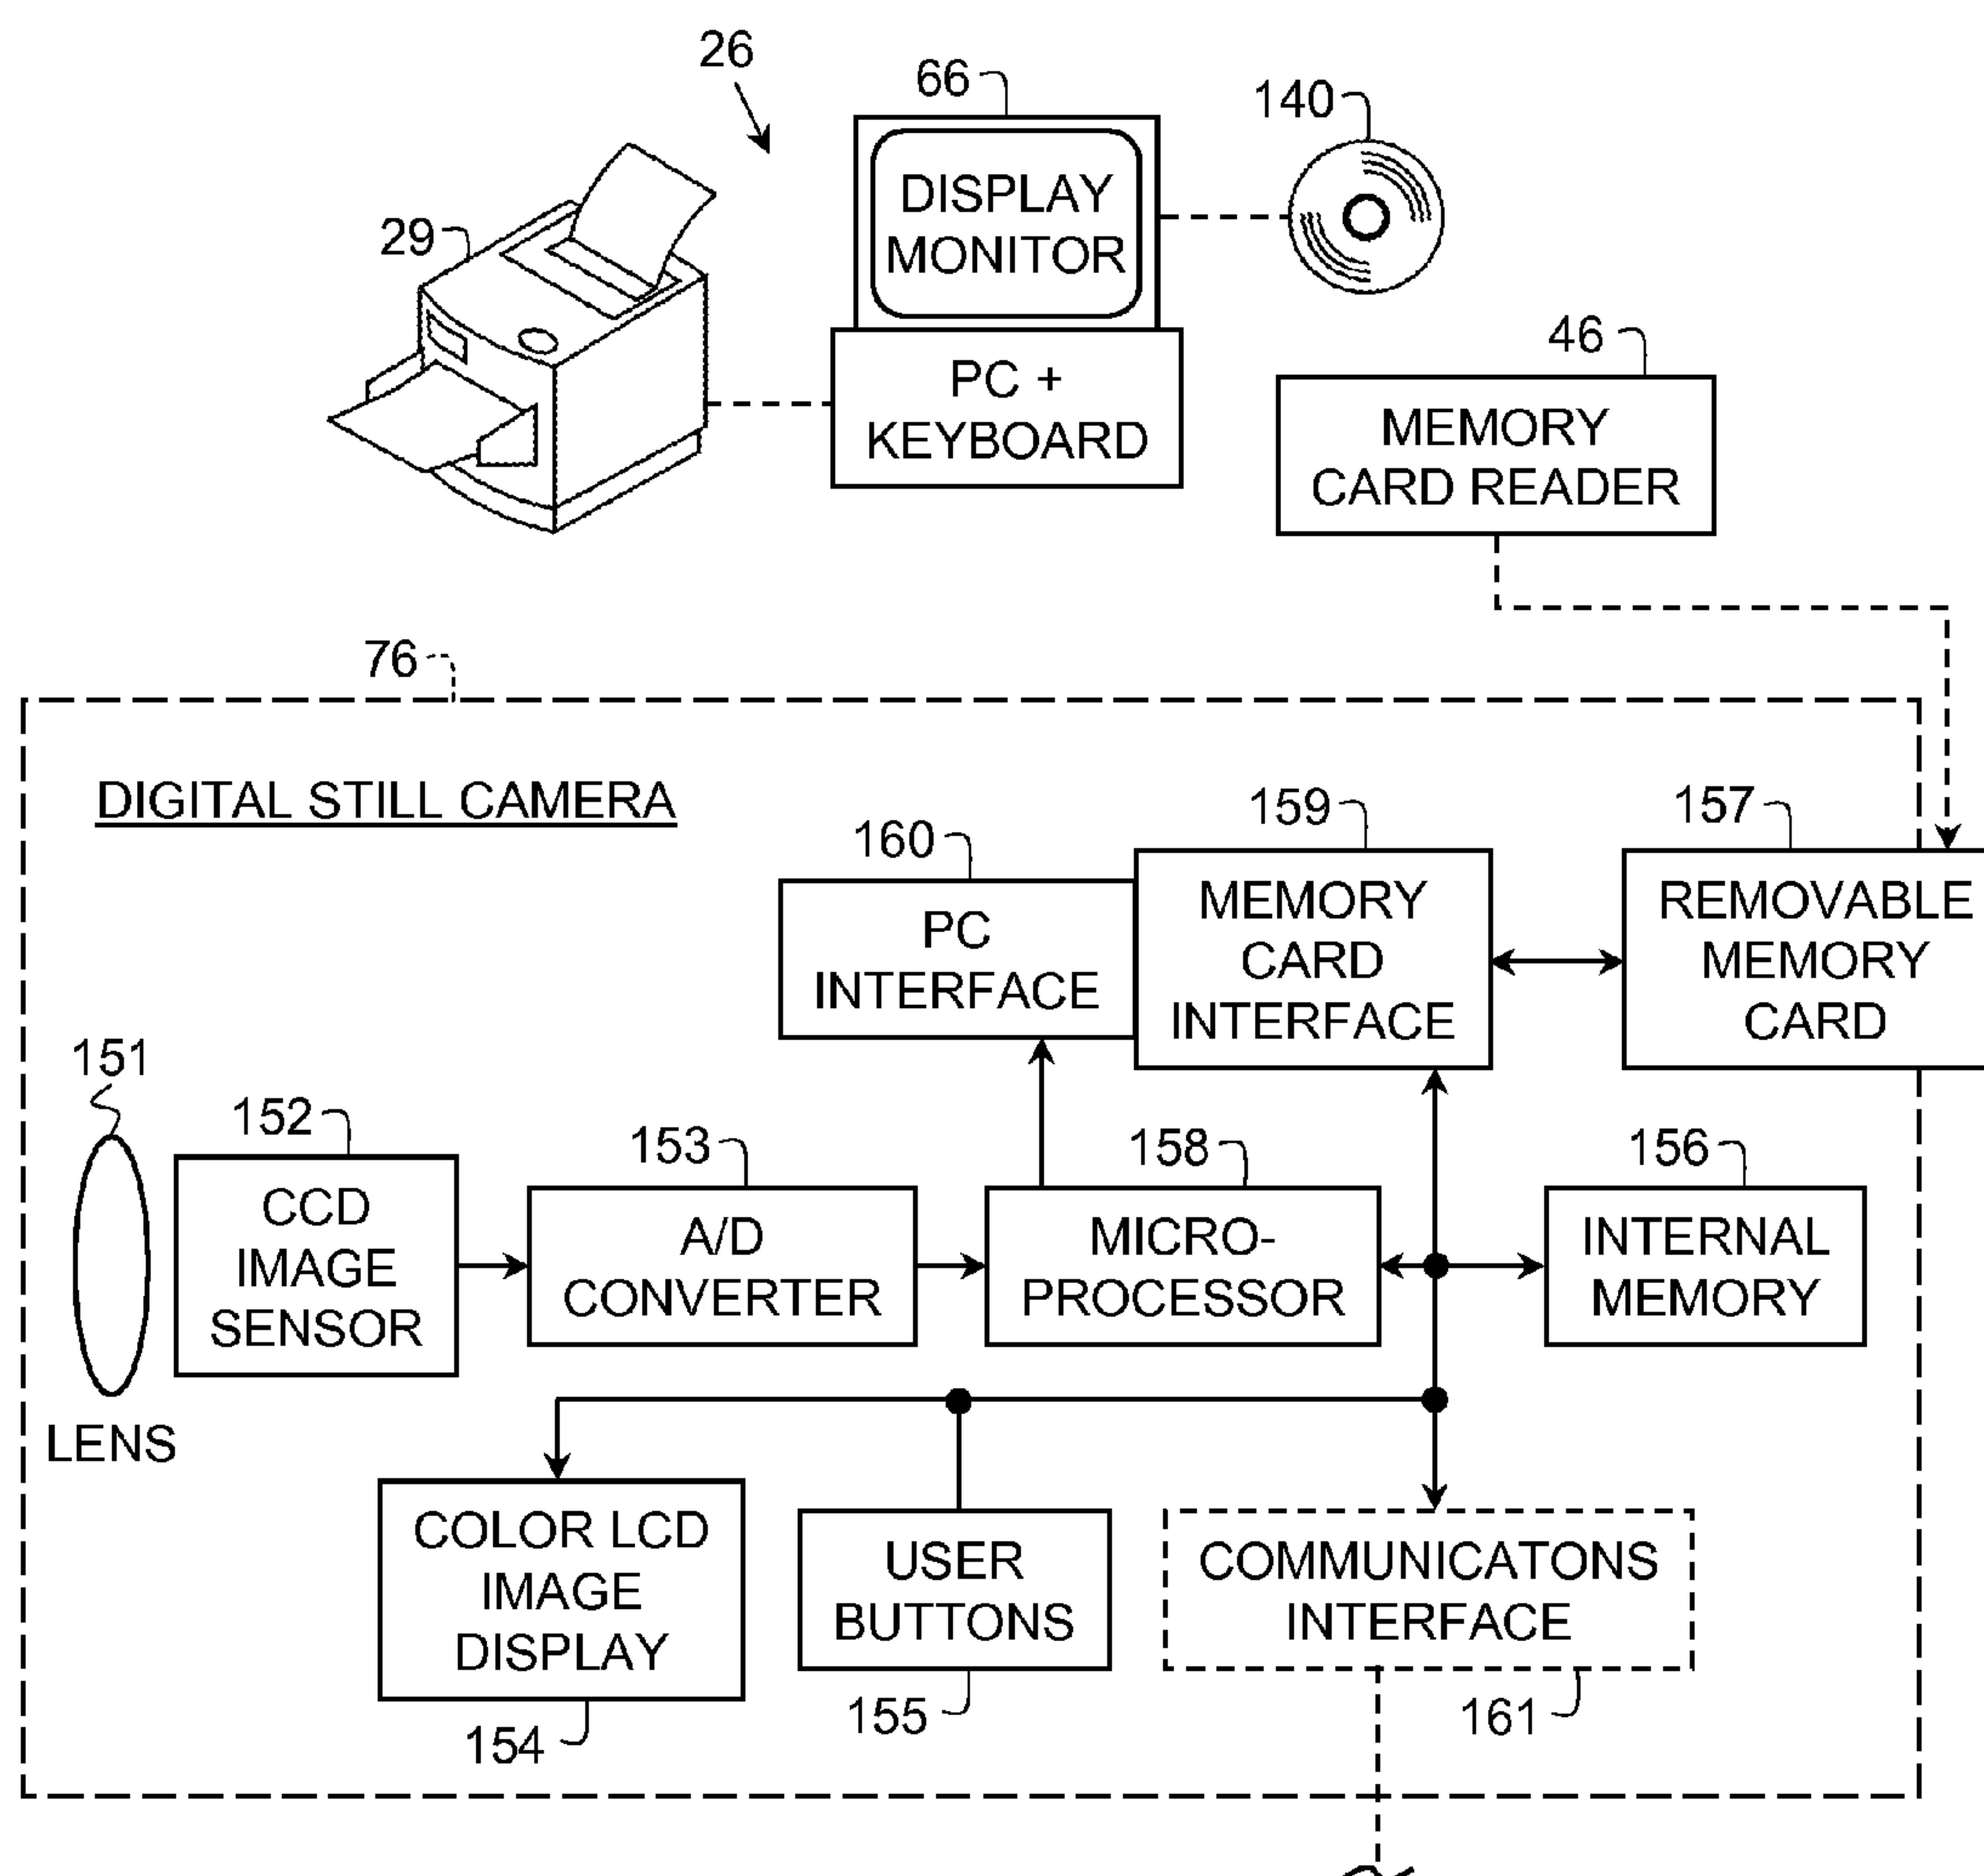 26
66
140
DISPLAY
MONITOR
29
46
PC +
KEYBOARD
MEMORY
CARD READER
76
DIGITAL STILL CAMERA
160
159
157
PC
INTERFACE
MEMORY
CARD
INTERFACE
REMOVABLE
MEMORY
CARD
151
152
153
158
156
CCD
IMAGE
SENSOR
A/D
CONVERTER
MICRO-
PROCESSOR
INTERNAL
MEMORY
LENS
COLOR LCD
IMAGE
DISPLAY
USER
BUTTONS
COMMUNICATONS
INTERFACE
154
155
161